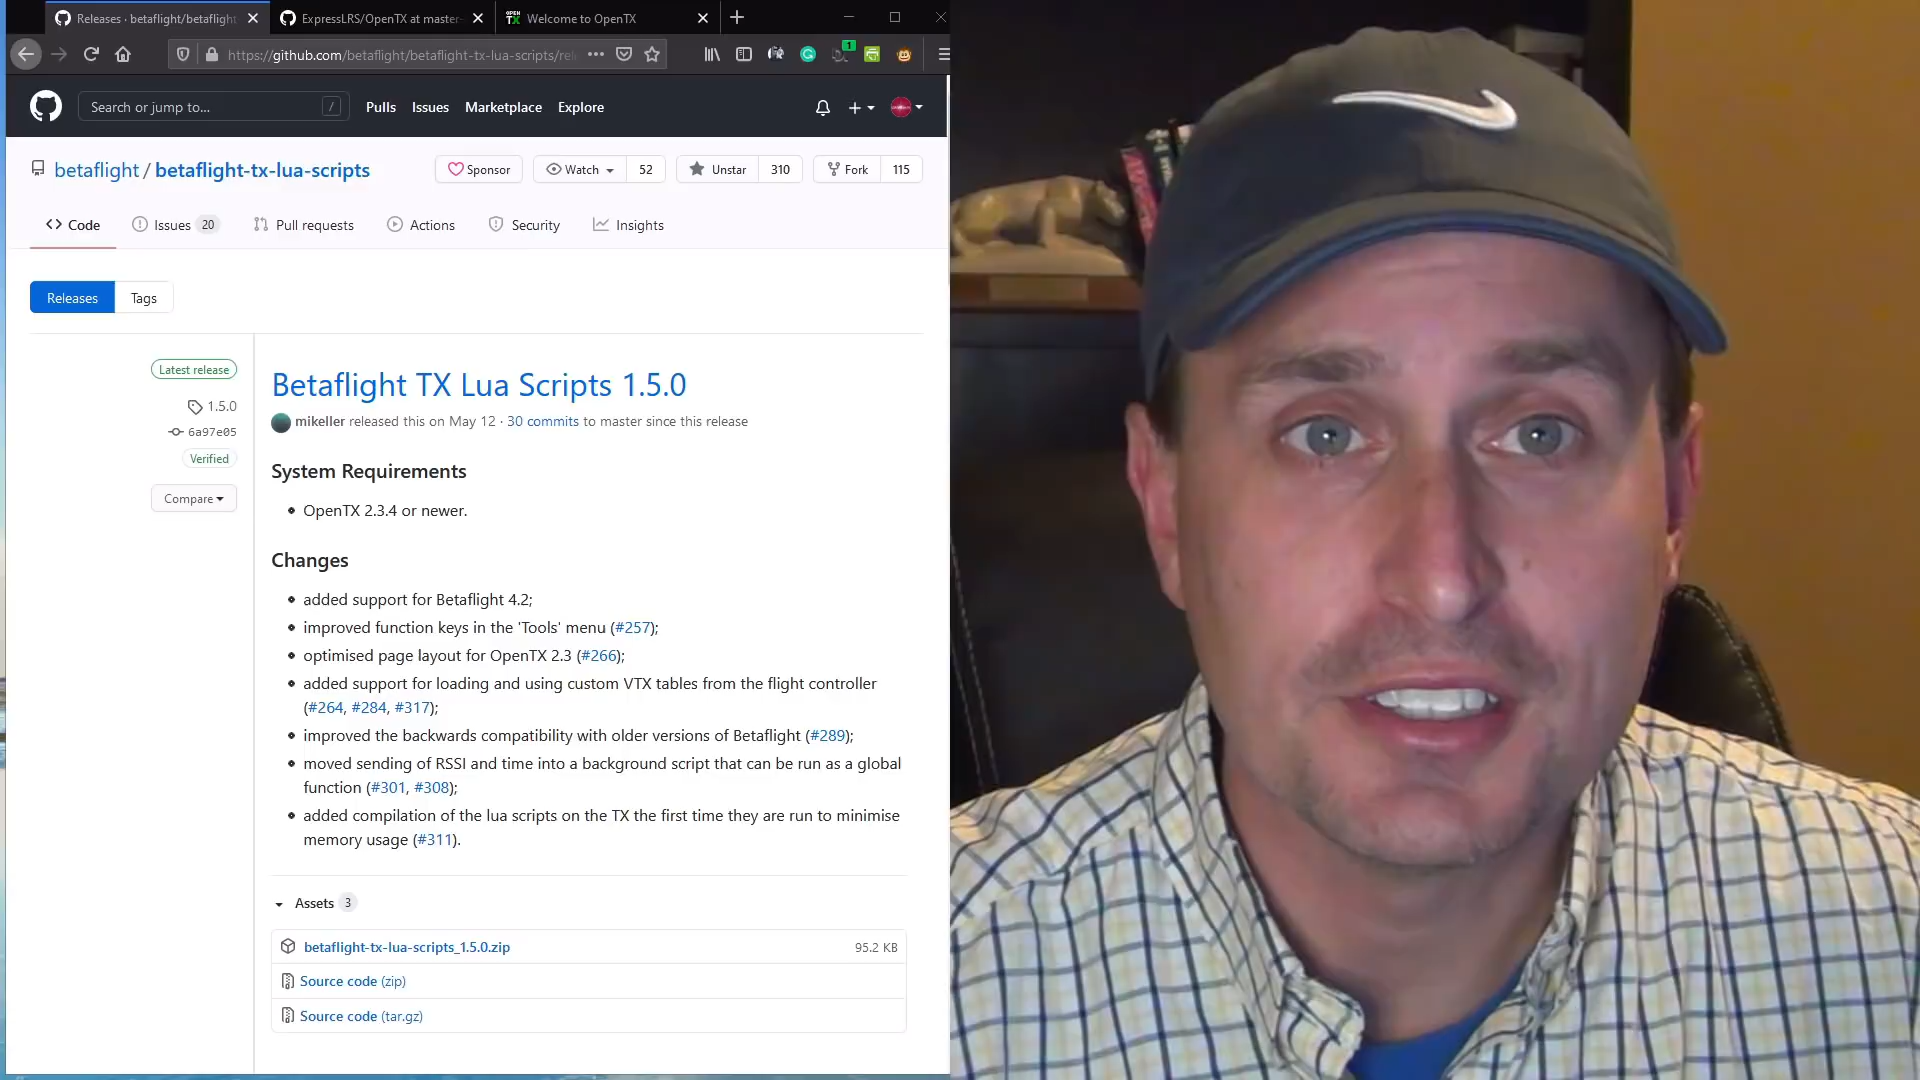 Releases · betaflight/betaflight
ExpressLRS/OpenTX at master
OPEN TX Welcome to OpenTX
https://github.com/betaflight/betaflight-tx-lua-scripts/rel
1
Search or jump to... /
Pulls Issues Marketplace Explore
betaflight / betaflight-tx-lua-scripts
Sponsor Watch 52 Unstar 310 Fork 115
Code Issues 20 Pull requests Actions Security Insights
Releases Tags
Latest release
1.5.0
6a97e05
Verified
Compare
Betaflight TX Lua Scripts 1.5.0
mikeller released this on May 12 · 30 commits to master since this release
System Requirements
OpenTX 2.3.4 or newer.
Changes
added support for Betaflight 4.2;
improved function keys in the 'Tools' menu (#257);
optimised page layout for OpenTX 2.3 (#266);
added support for loading and using custom VTX tables from the flight controller
(#264, #284, #317);
improved the backwards compatibility with older versions of Betaflight (#289);
moved sending of RSSI and time into a background script that can be run as a global
function (#301, #308);
added compilation of the lua scripts on the TX the first time they are run to minimise
memory usage (#311).
Assets 3
betaflight-tx-lua-scripts_1.5.0.zip 95.2 KB
Source code (zip)
Source code (tar.gz)